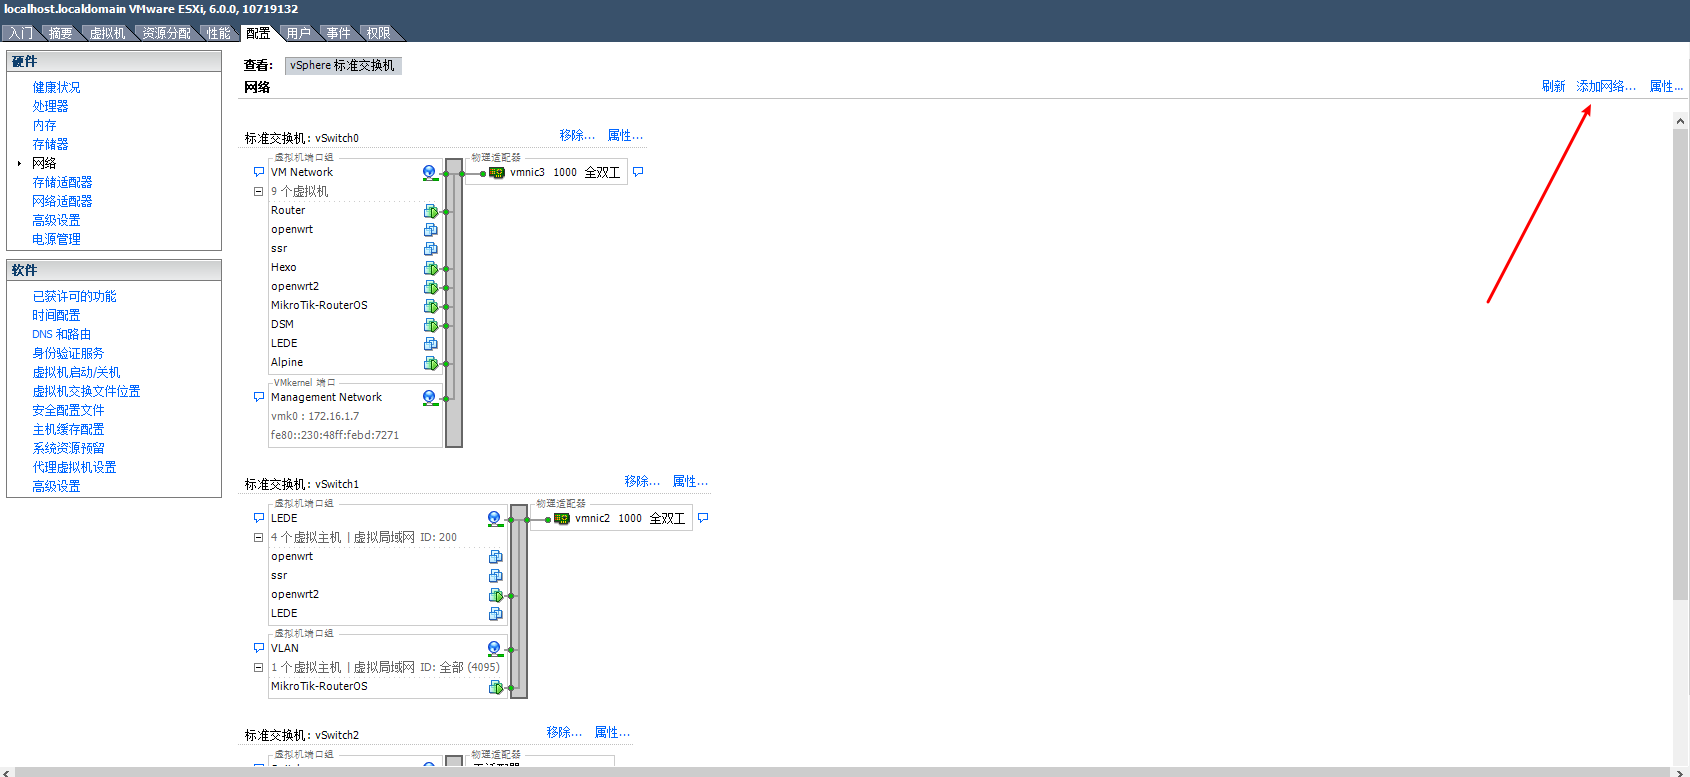 localhost.localdomain VMware ESXi, 6.0.0, 10719132
入门 摘要 虚拟机 资源分配 性能 配置 用户 事件 权限
硬件
健康状况
处理器
内存
存储器
网络
存储适配器
网络适配器
高级设置
电源管理
软件
已获许可的功能
时间配置
DNS 和路由
身份验证服务
虚拟机启动/关机
虚拟机交换文件位置
安全配置文件
主机缓存配置
系统资源预留
代理虚拟机设置
高级设置
查看: vSphere 标准交换机
网络
刷新 添加网络... 属性...
标准交换机: vSwitch0 移除... 属性...
虚拟机端口组 物理适配器
VM Network vmnic3 1000 全双工
9 个虚拟机
Router
openwrt
ssr
Hexo
openwrt2
MikroTik-RouterOS
DSM
LEDE
Alpine
VMkernel 端口
Management Network
vmk0 : 172.16.1.7
fe80::230:48ff:febd:7271
标准交换机: vSwitch1 移除... 属性...
虚拟机端口组 物理适配器
LEDE vmnic2 1000 全双工
4 个虚拟主机 | 虚拟局域网 ID: 200
openwrt
ssr
openwrt2
LEDE
虚拟机端口组
VLAN
1 个虚拟主机 | 虚拟局域网 ID: 全部 (4095)
MikroTik-RouterOS
标准交换机: vSwitch2 移除... 属性...
虚拟机端口组 物理适配器